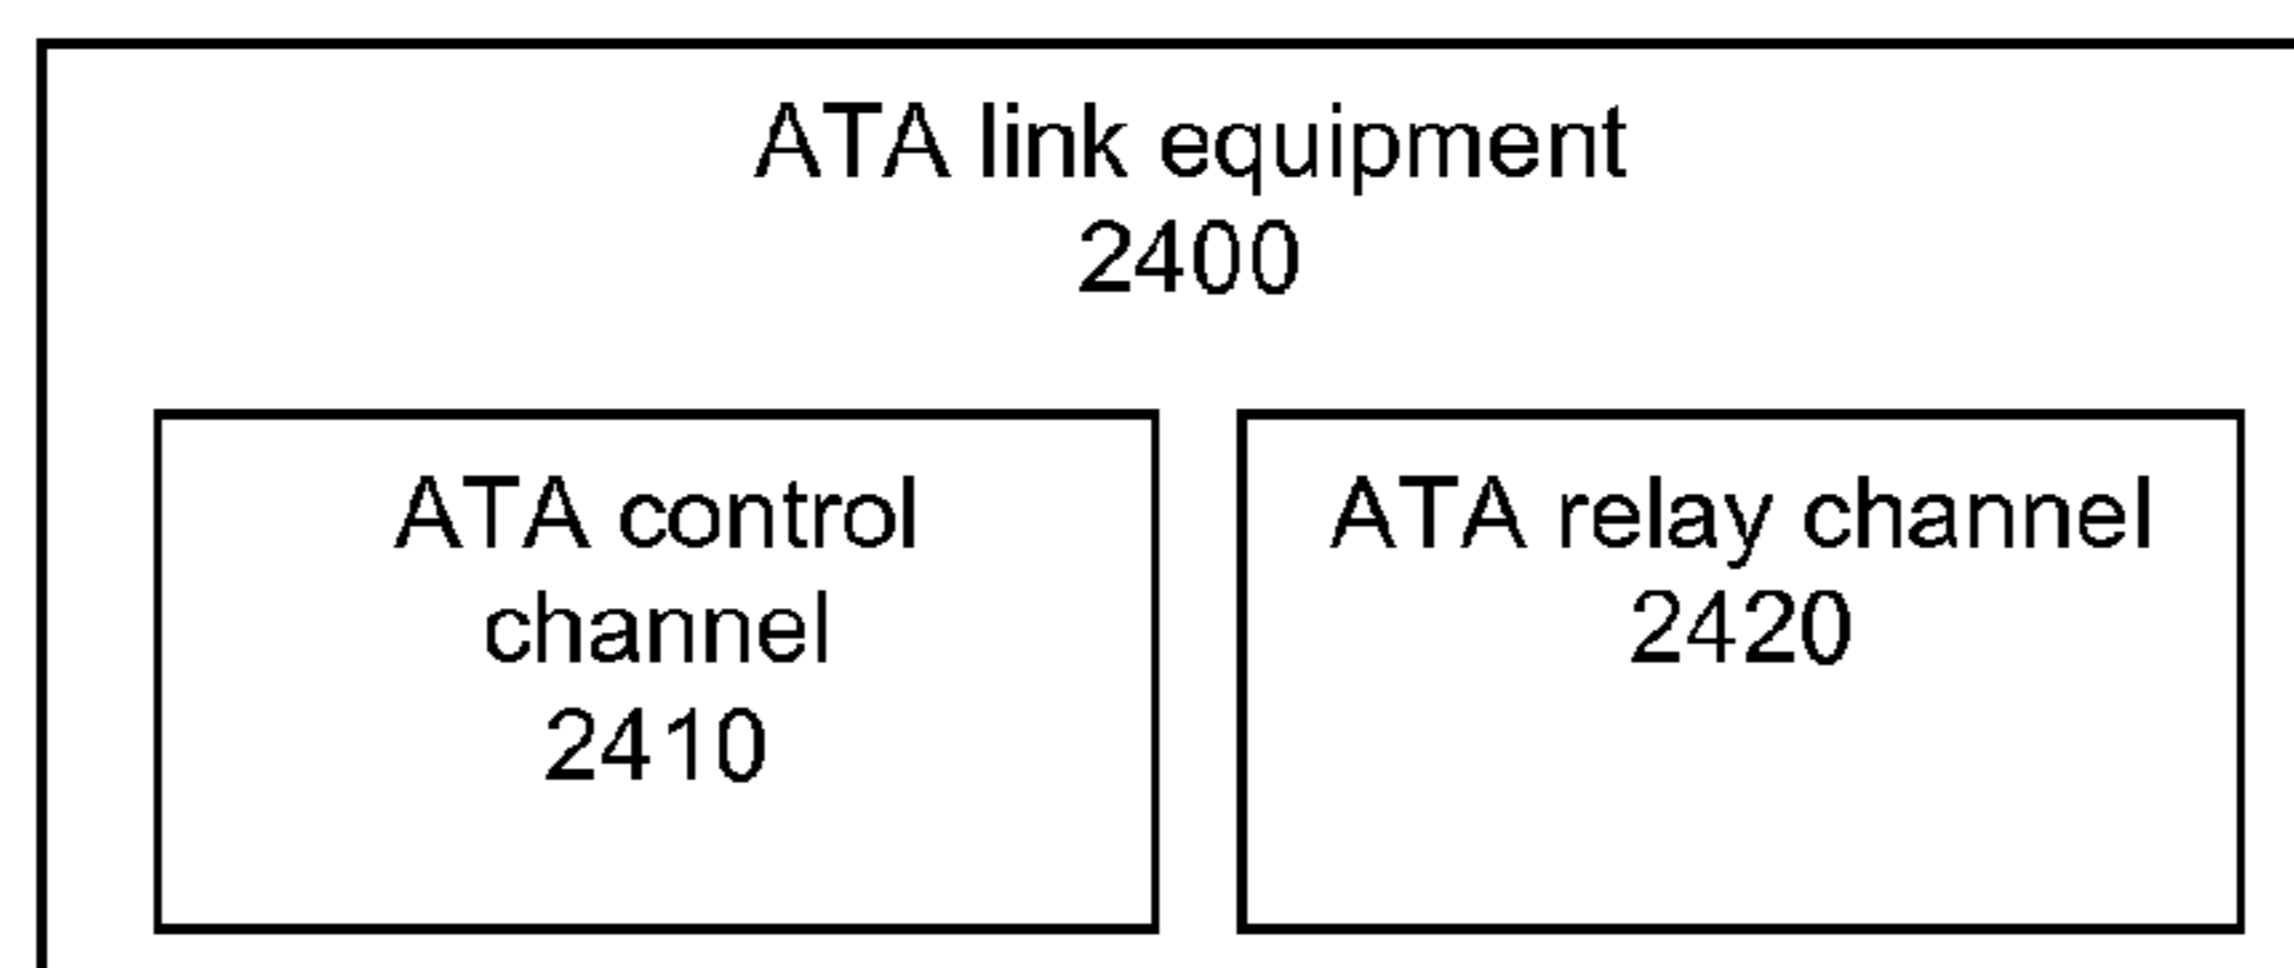 ATA link equipment
2400
ATA control
channel
2410
ATA relay channel
2420